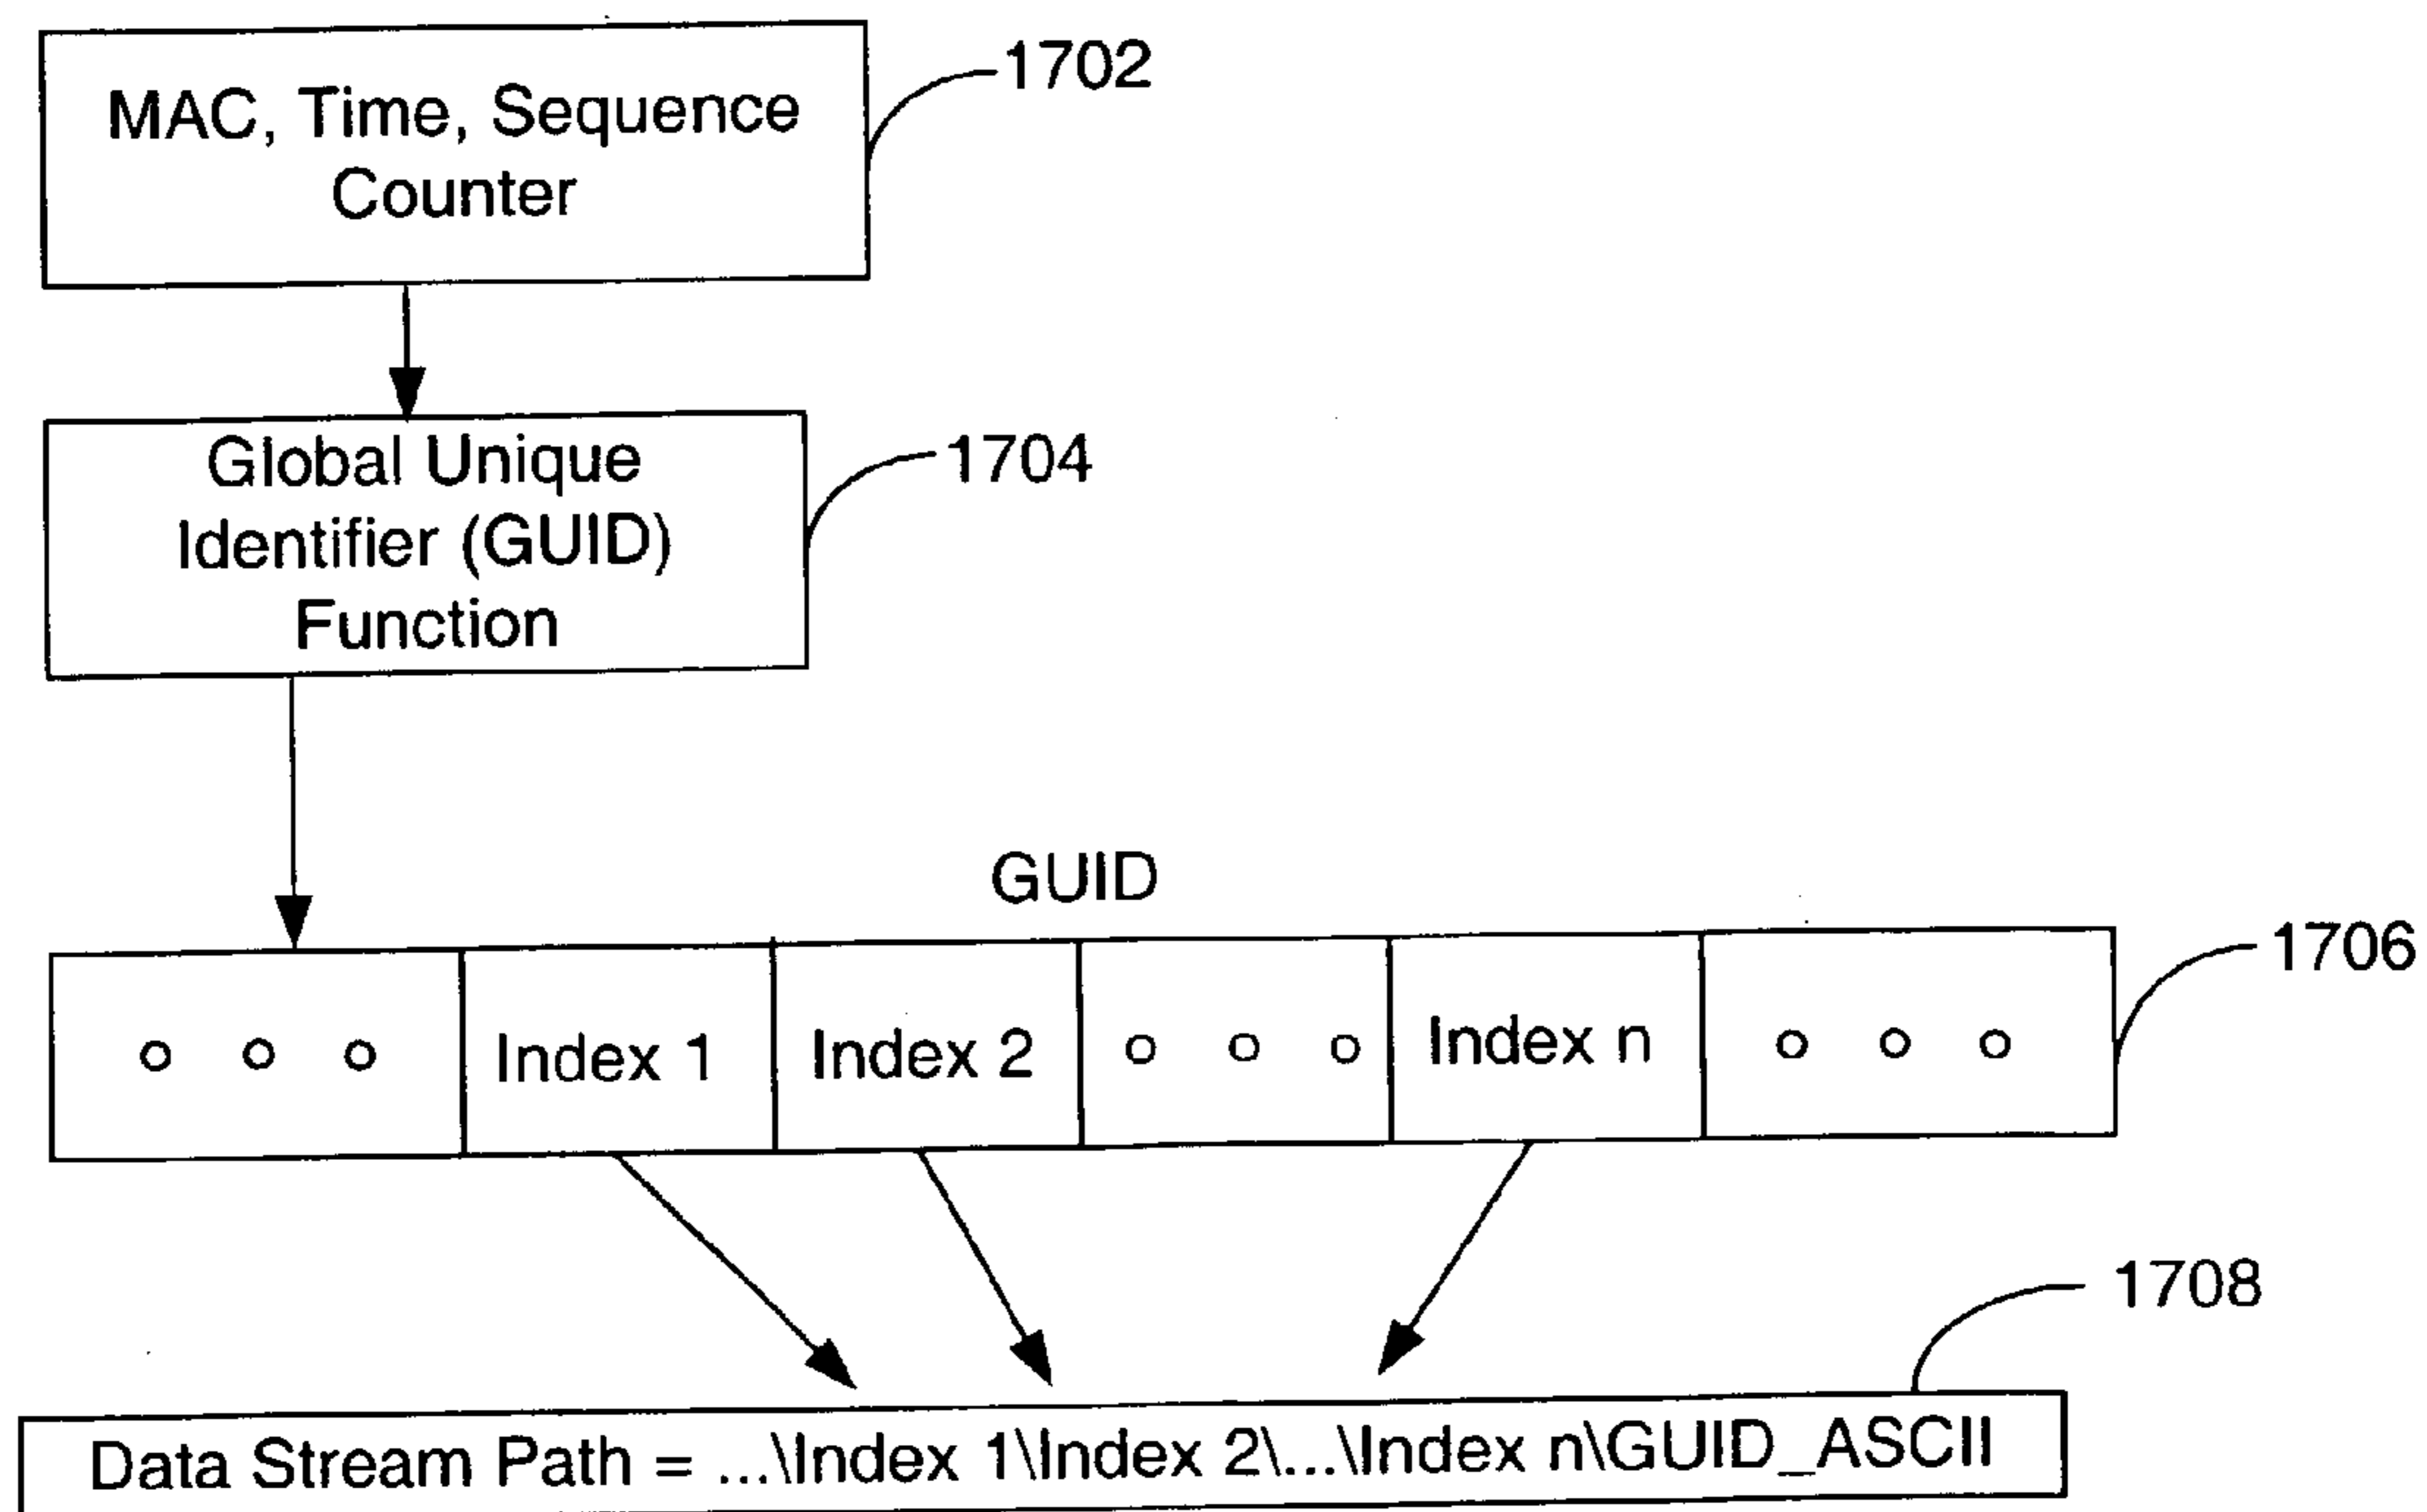 MAC, Time, Sequence
Counter
1702
Global Unique
Identifier (GUID)
Function
1704
GUID
1706
Index 1
Index 2
Index n
1708
Data Stream Path = ...\Index 1\Index 2\...\Index n\GUID_ASCII